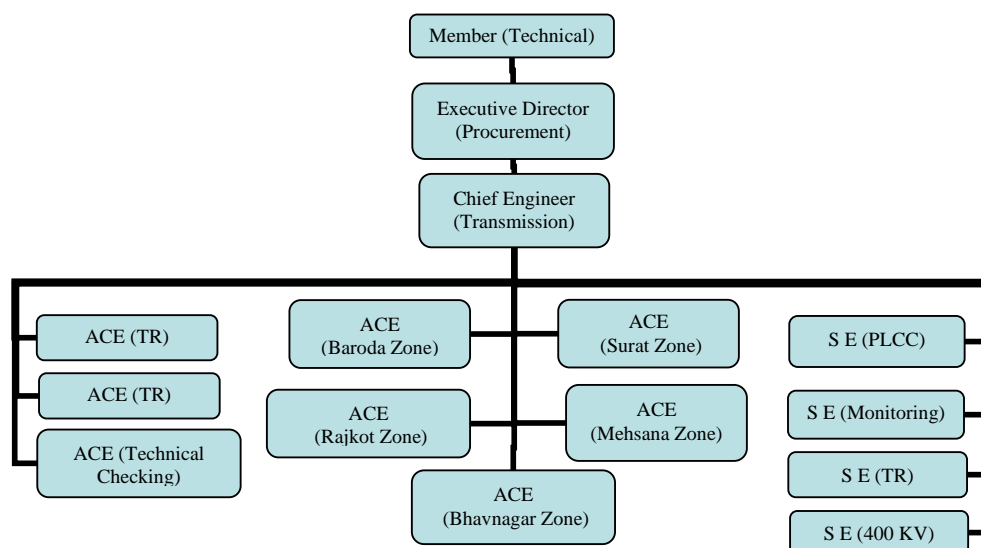 Member (Technical)
Executive Director
(Procurement)
Chief Engineer
(Transmission)
ACE (TR)
ACE (TR)
ACE (Technical
Checking)
ACE
(Baroda Zone)
ACE
(Surat Zone)
ACE
(Rajkot Zone)
ACE
(Mehsana Zone)
ACE
(Bhavnagar Zone)
S E (PLCC)
S E (Monitoring)
S E (TR)
S E (400 KV)